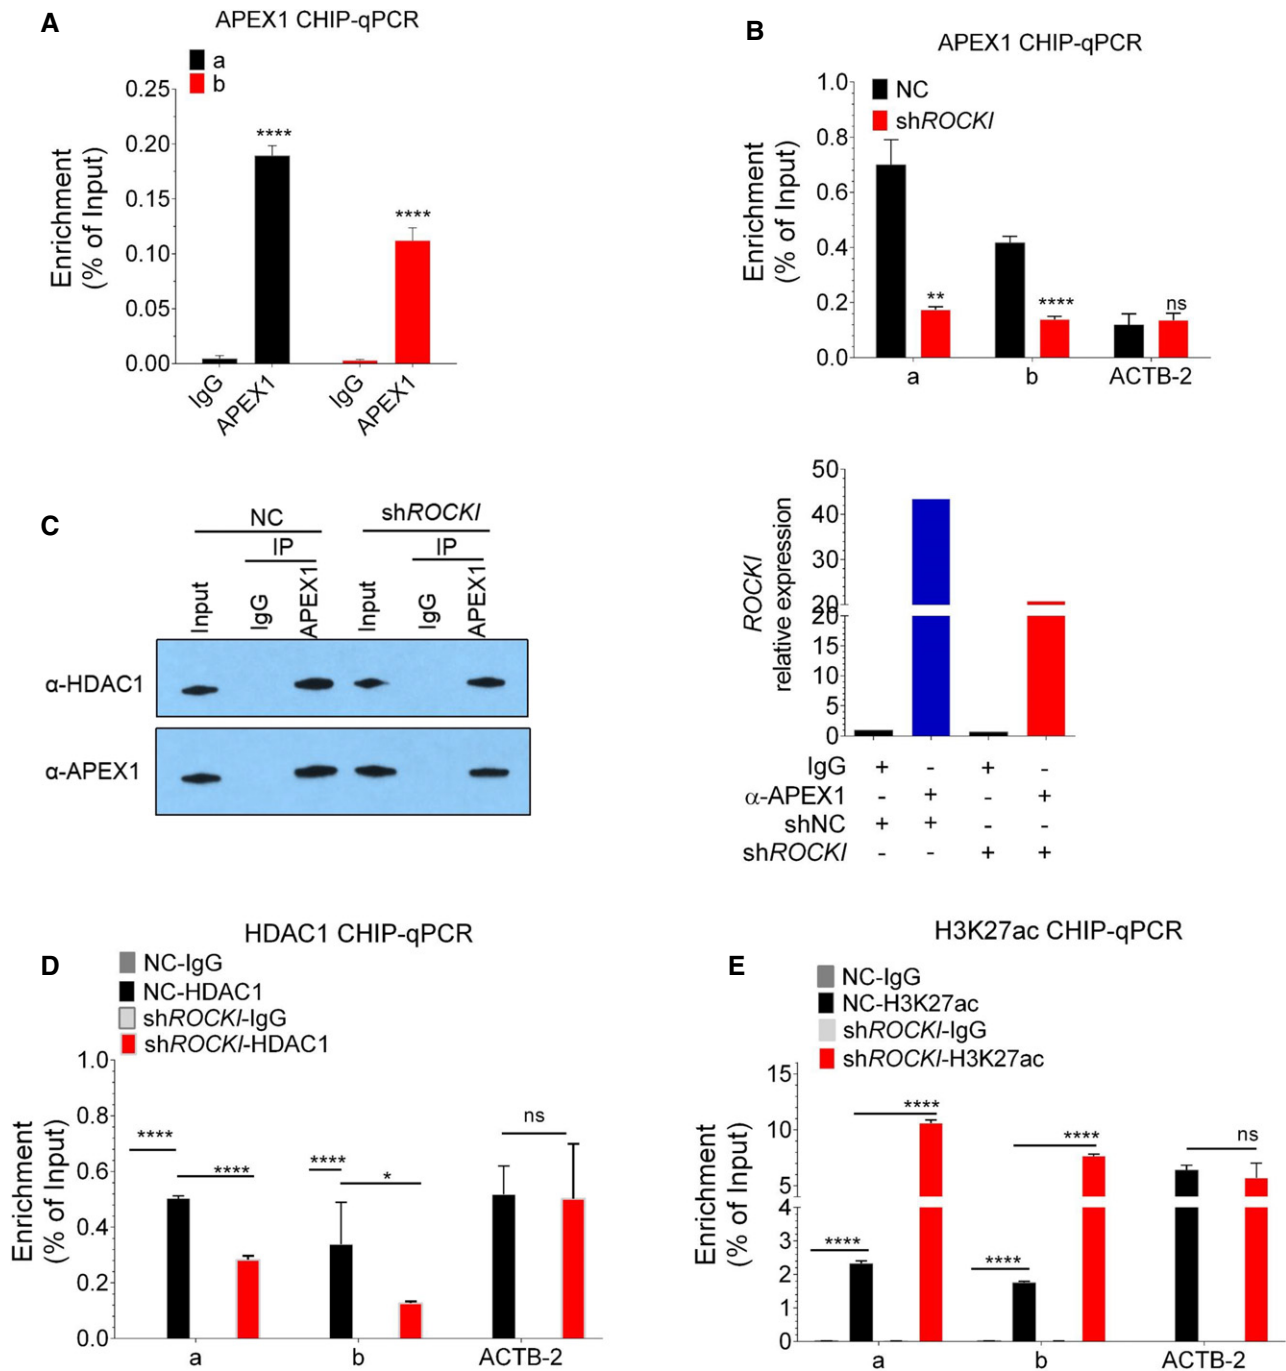 A
APEX1 CHIP-qPCR
a
b
Enrichment
(% of Input)
0.25
0.20
0.15
0.10
0.05
0.00
****
****
IgG
APEX1
IgG
APEX1
B
APEX1 CHIP-qPCR
NC
shROCKI
Enrichment
(% of Input)
1.0
0.8
0.6
0.4
0.2
0.0
**
****
ns
a
b
ACTB-2
C
NC
shROCKI
IP
IP
Input
IgG
APEX1
Input
IgG
APEX1
α-HDAC1
α-APEX1
ROCKI
relative expression
50
40
30
20
20
15
10
5
0
IgG + - + -
α-APEX1 - + - +
shNC + + - -
shROCKI - - + +
D
HDAC1 CHIP-qPCR
NC-IgG
NC-HDAC1
shROCKI-IgG
shROCKI-HDAC1
Enrichment
(% of Input)
1.0
0.8
0.6
0.4
0.2
0.0
****
****
****
*
ns
a
b
ACTB-2
E
H3K27ac CHIP-qPCR
NC-IgG
NC-H3K27ac
shROCKI-IgG
shROCKI-H3K27ac
Enrichment
(% of Input)
15
10
5
4
3
2
1
0
****
****
****
****
ns
a
b
ACTB-2